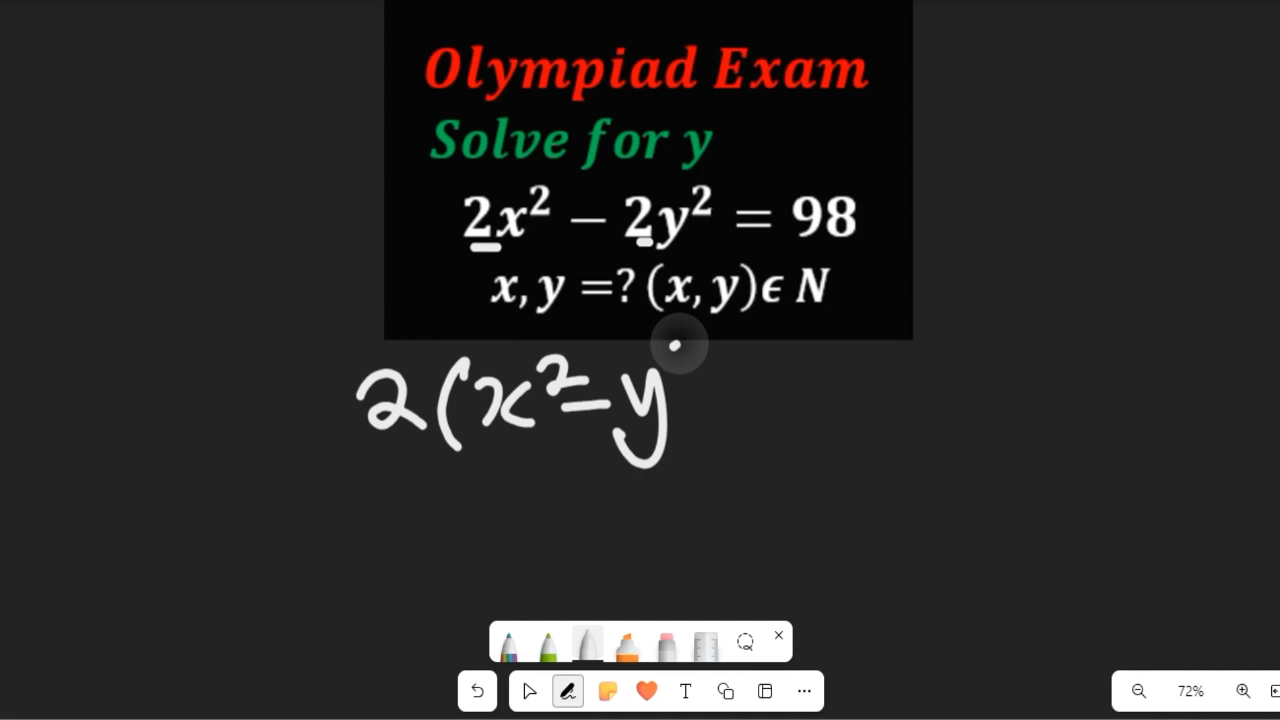 Olympiad Exam
Solve for y
2x² − 2y² = 98
x, y =? (x, y)ϵ N
2(x²-y
72%